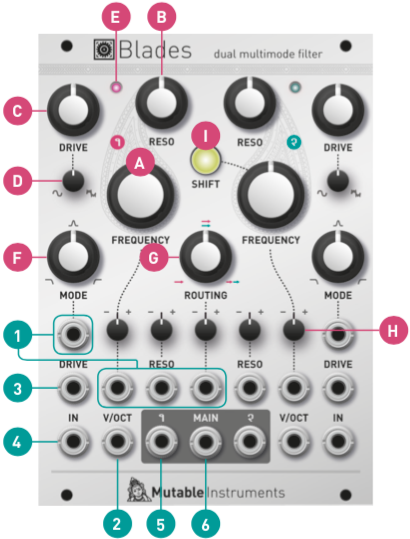 E B
Blades dual multimode filter
C
DRIVE RESO I RESO DRIVE
D A SHIFT
FREQUENCY FREQUENCY
F G
MODE ROUTING MODE
- + - + - + - + - +
H
1
DRIVE RESO RESO DRIVE
3
IN V/OCT MAIN V/OCT IN
4
Mutable Instruments
2 5 6